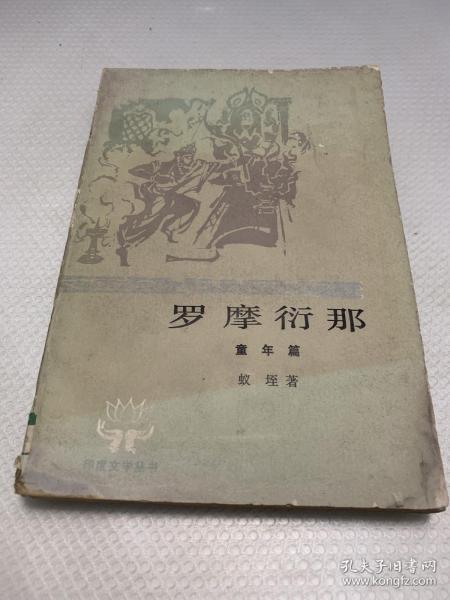 罗摩衍那
童年篇
蚁垤著
印度文学丛书
孔夫子旧书网
www.kongfz.com